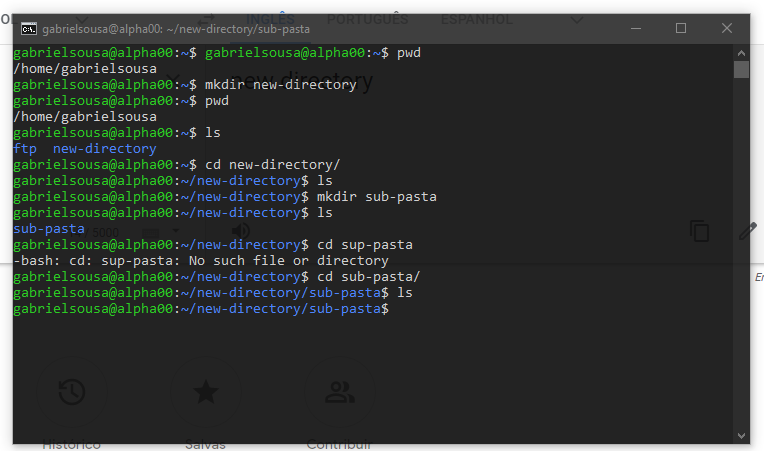 INGLÊS PORTUGUÊS ESPANHOL
gabrielsousa@alpha00: ~/new-directory/sub-pasta
gabrielsousa@alpha00:~$ gabrielsousa@alpha00:~$ pwd
/home/gabrielsousa
gabrielsousa@alpha00:~$ mkdir new-directory
new directory
gabrielsousa@alpha00:~$ pwd
/home/gabrielsousa
gabrielsousa@alpha00:~$ ls
ftp new-directory
gabrielsousa@alpha00:~$ cd new-directory/
gabrielsousa@alpha00:~/new-directory$ ls
gabrielsousa@alpha00:~/new-directory$ mkdir sub-pasta
gabrielsousa@alpha00:~/new-directory$ ls
sub-pasta
gabrielsousa@alpha00:~/new-directory$ cd sup-pasta
-bash: cd: sup-pasta: No such file or directory
gabrielsousa@alpha00:~/new-directory$ cd sub-pasta/
gabrielsousa@alpha00:~/new-directory/sub-pasta$ ls
gabrielsousa@alpha00:~/new-directory/sub-pasta$
Histórico Salvas Contribuir